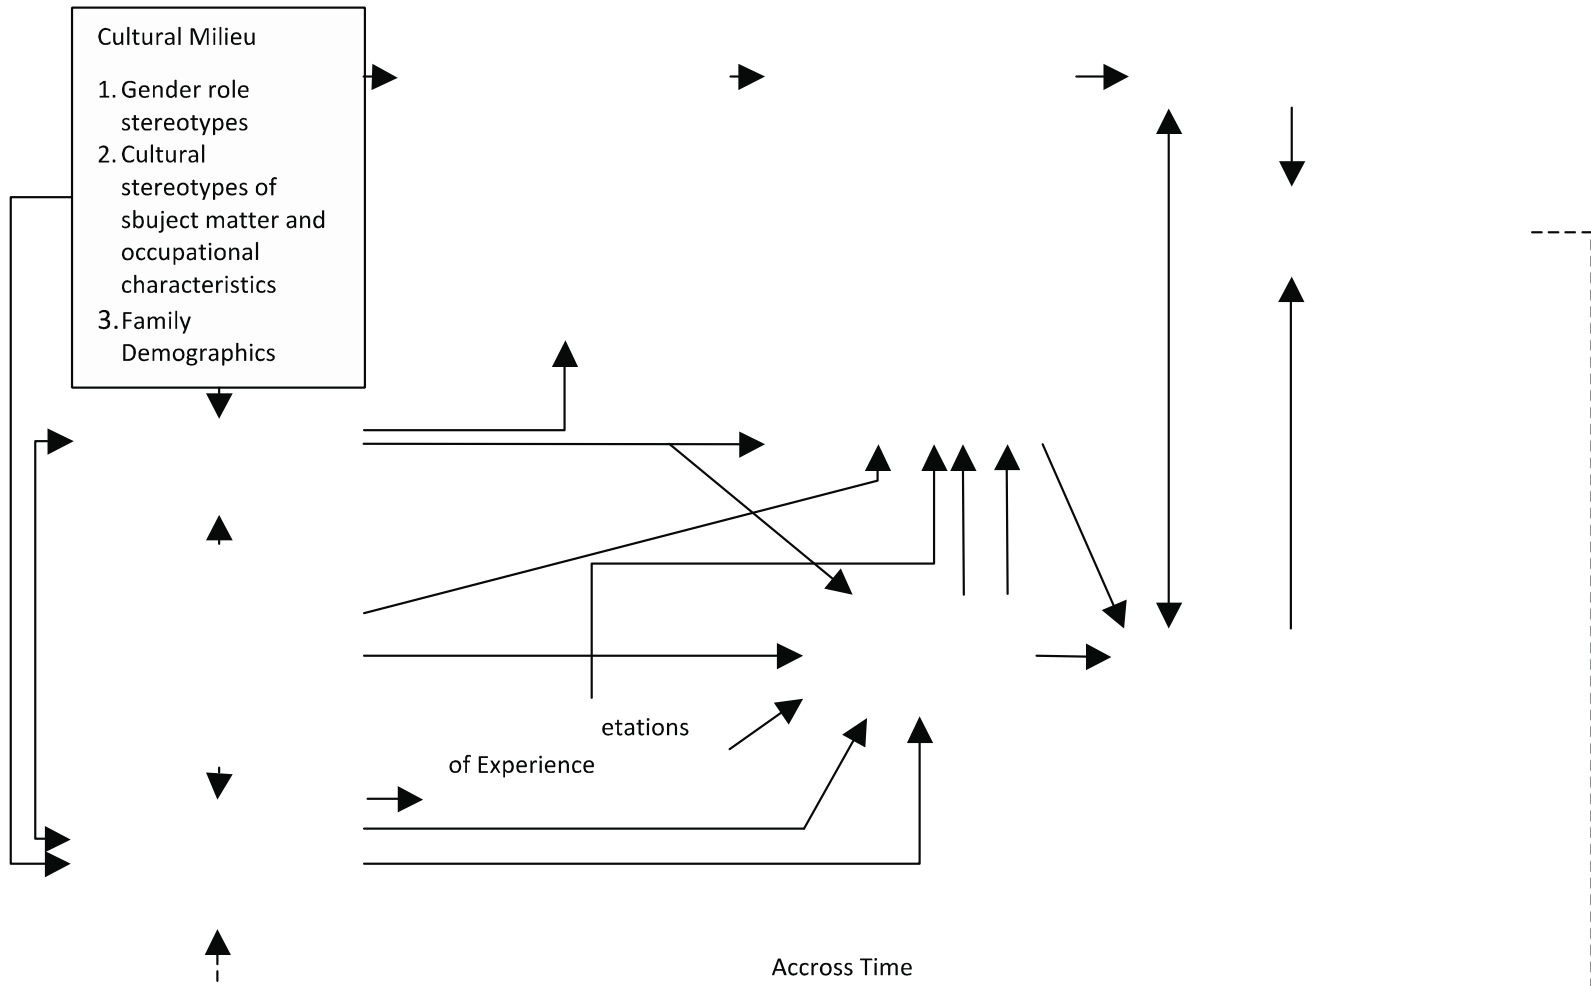 Cultural Milieu
1. Gender role
stereotypes
2. Cultural
stereotypes of
sbuject matter and
occupational
characteristics
3. Family
Demographics
etations
of Experience
Accross Time